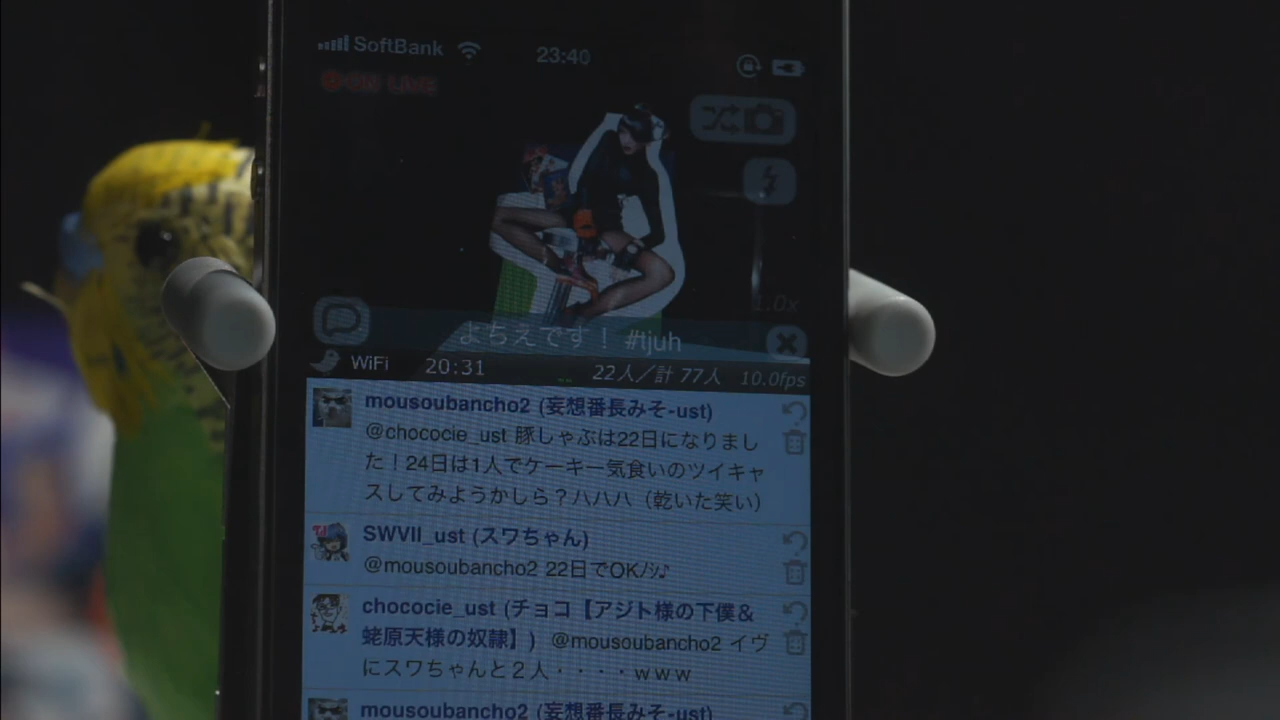 SoftBank 23:40
ON LINE
1.0x
よちえです！ #tjuh
WiFi 20:31 22人／計 77人 10.0fps
mousoubancho2 (妄想番長みそ-ust)
@chococie_ust 豚しゃぶは22日になりまし
た！24日は1人でケーキ一気食いのツイキャ
スしてみようかしら？ハハハ（乾いた笑い）
SWVII_ust (スワちゃん)
@mousoubancho2 22日でOKﾉｼ♪
chococie_ust (チョコ【アジト様の下僕＆
蛯原天様の奴隷】) @mousoubancho2 イヴ
にスワちゃんと２人・・・・ｗｗｗ
mousoubancho2 (妄想番長みそ-ust)